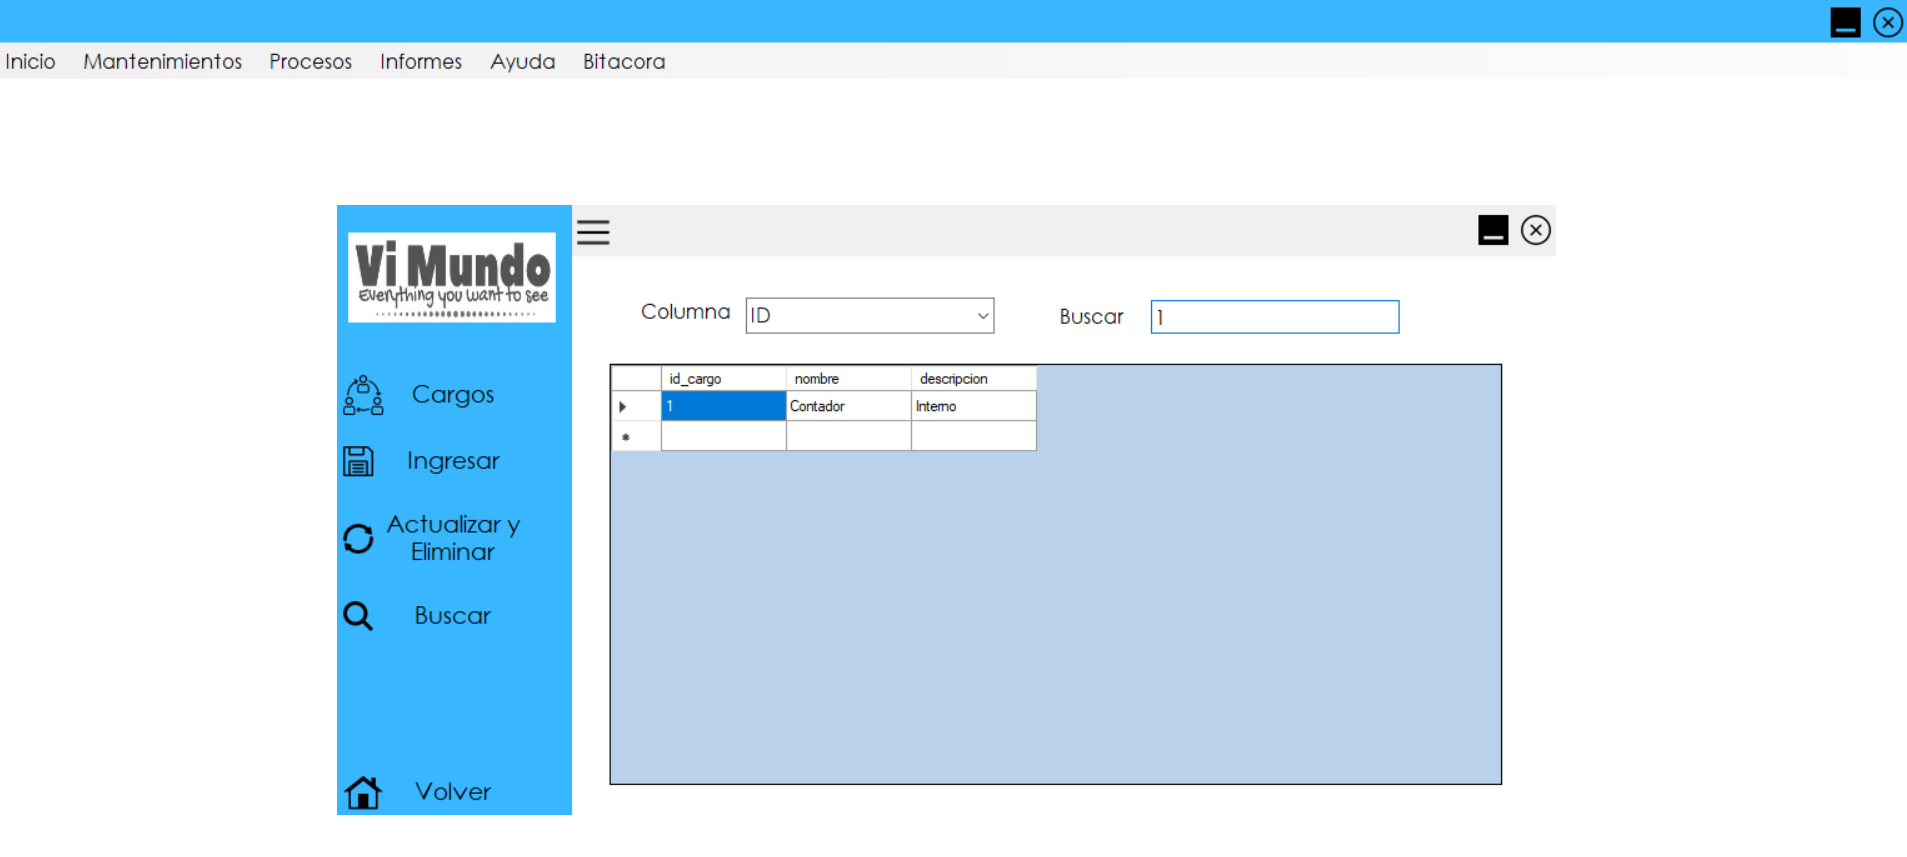 Inicio Mantenimientos Procesos Informes Ayuda Bitacora
Vi Mundo
Everything you want to see
Cargos
Ingresar
Actualizar y
Eliminar
Buscar
Volver
Columna ID Buscar 1
id_cargo nombre descripcion
1 Contador Interno